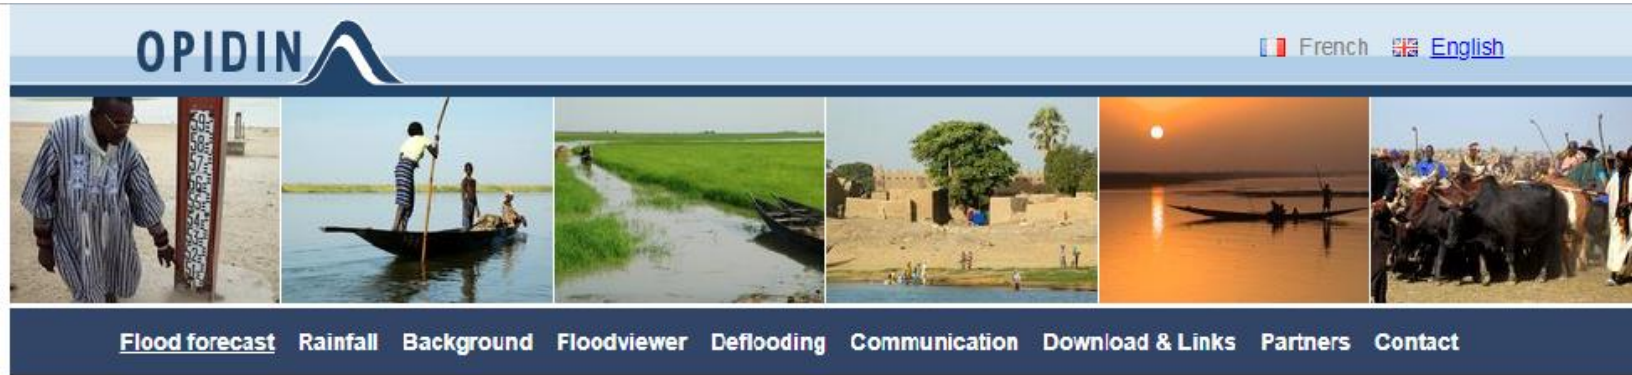 OPIDIN
French English
Flood forecast Rainfall Background Floodviewer Deflooding Communication Download & Links Partners Contact